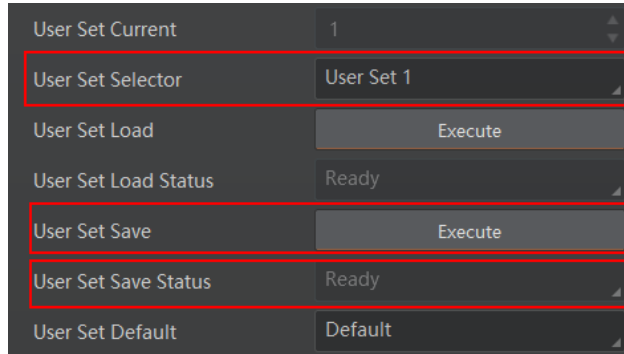 User Set Current 1
User Set Selector User Set 1
User Set Load Execute
User Set Load Status Ready
User Set Save Execute
User Set Save Status Ready
User Set Default Default